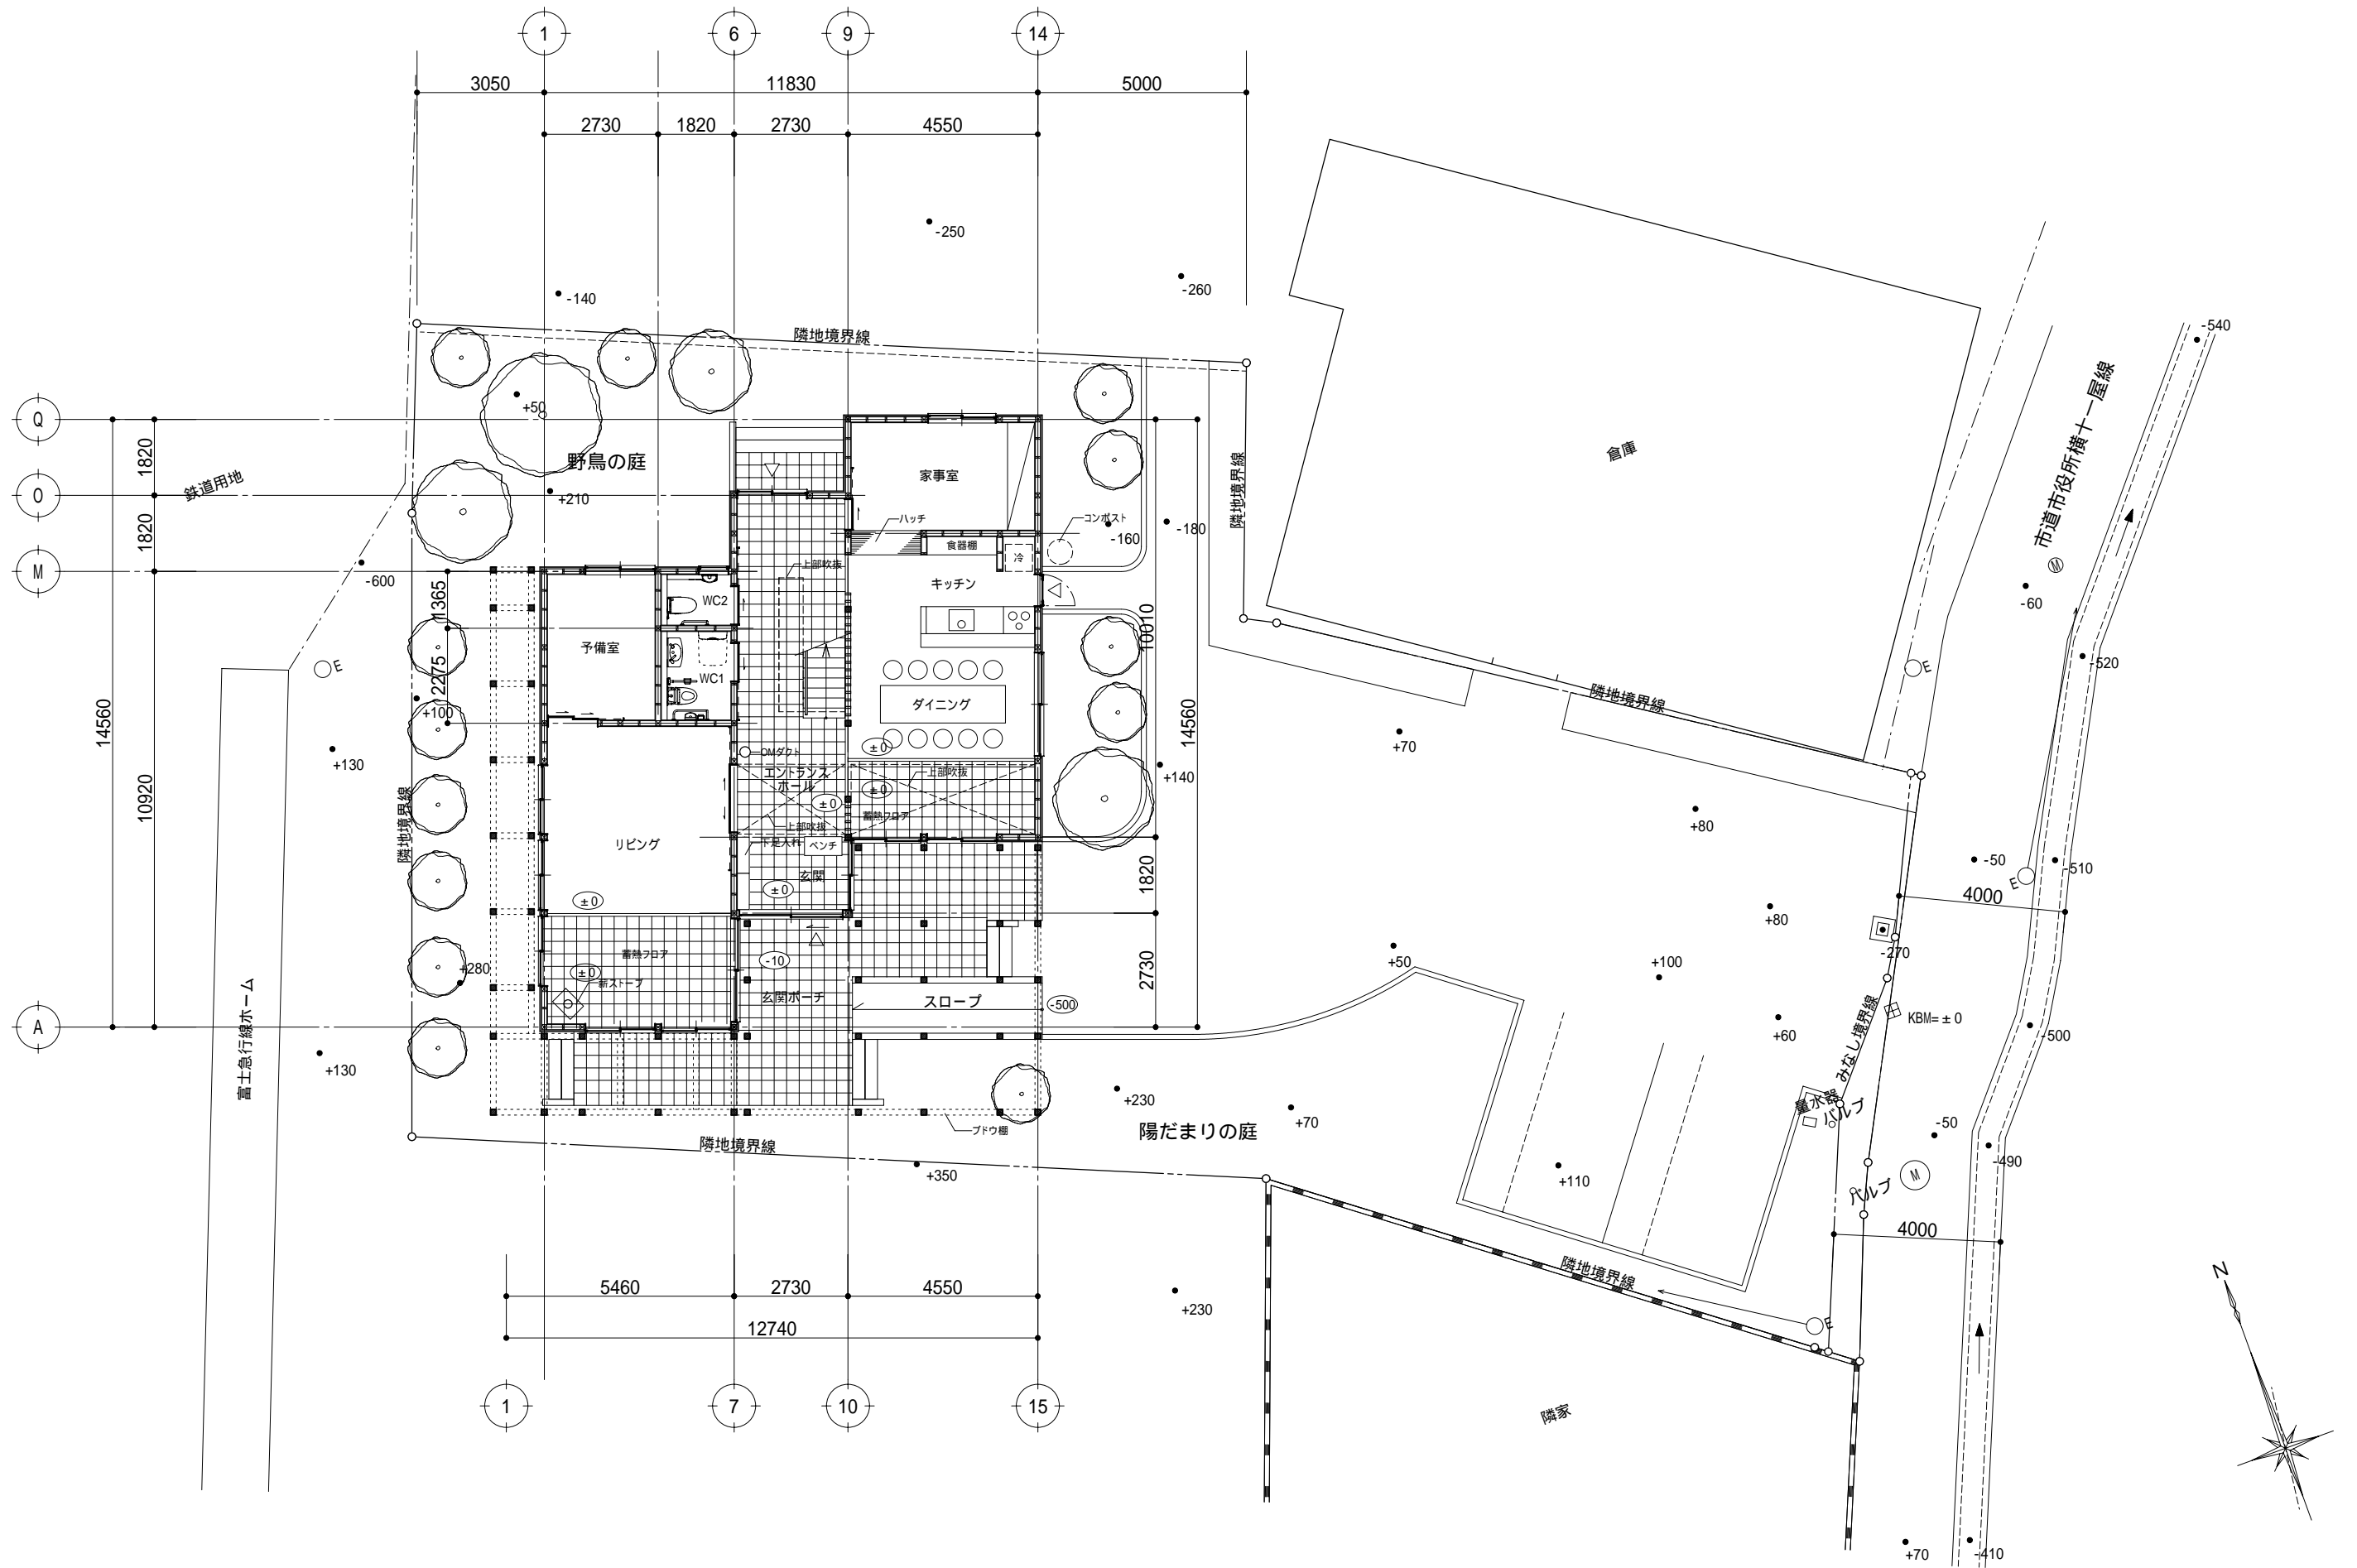 1
6
9
14
3050
11830
5000
2730
1820
2730
4550
-250
-260
-140
隣地境界線
-540
市道市役所横十一屋線
+50
Q
1820
野鳥の庭
倉庫
家事室
鉄道用地
隣地境界線
O
+210
ハッチ
コンポスト
-160
-180
1820
食器棚
冷
M
-600
上部吹抜
キッチン
M
-60
1365
WC2
10010
予備室
E
E
-520
2275
WC1
隣地境界線
ダイニング
+100
14560
14560
±0
+70
OMダクト
+130
エントランス
ホール
上部吹抜
+140
10920
±0
±0
隣地境界線
上部吹抜
蓄熱フロア
+80
下足入れ
ベンチ
リビング
-50
-510
玄関
1820
E
±0
±0
4000
+80
蓄熱フロア
-10
+50
-270
+280
±0
+100
薪ストーブ
2730
玄関ポーチ
スロープ
-500
KBM=±0
A
+60
みなし境界線
-500
富士急行線ホーム
+130
+230
量水器
バルブ
+70
ブドウ棚
陽だまりの庭
-50
隣地境界線
-490
+350
+110
バルブ
M
4000
隣地境界線
N
5460
2730
4550
+230
12740
E
1
7
10
15
隣家
+70
-410